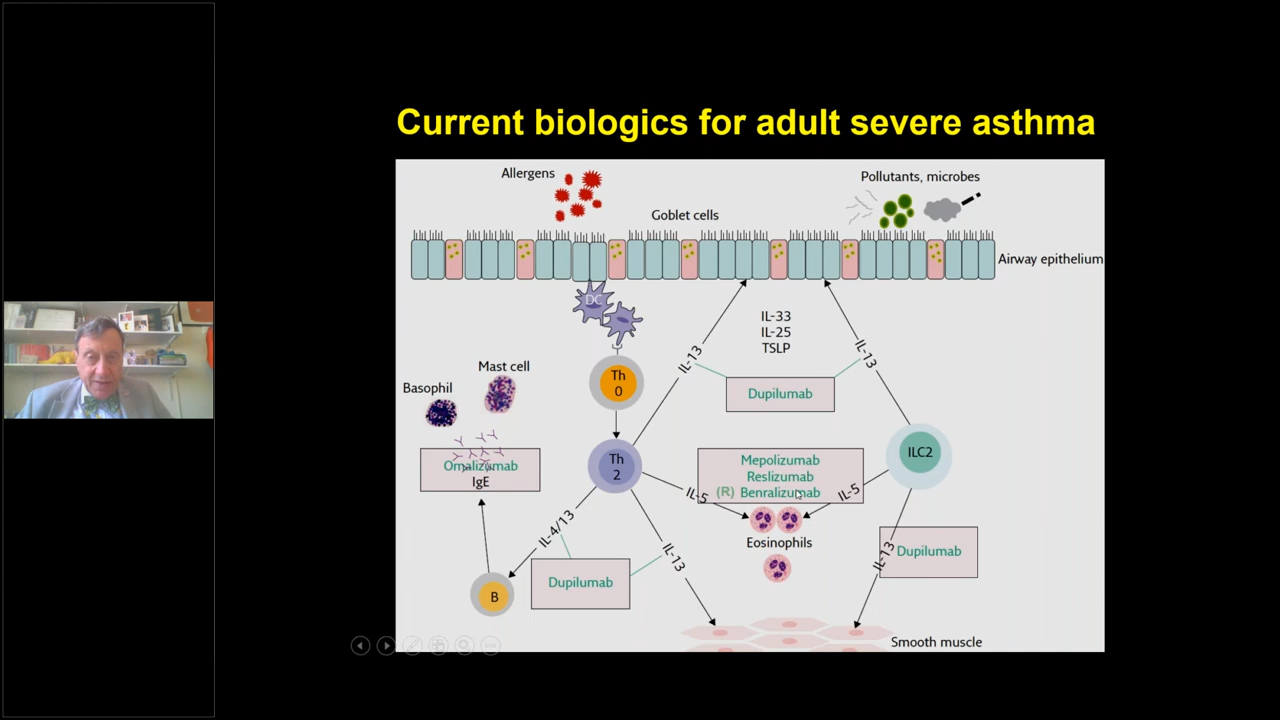 Current biologics for adult severe asthma
Allergens
Pollutants, microbes
Goblet cells
Airway epithelium
DC
IL-33
IL-25
TSLP
IL-13
IL-13
Mast cell
Basophil
Th
0
Dupilumab
Omalizumab
IgE
Th
2
ILC2
Mepolizumab
Reslizumab
(R) Benralizumab
IL-5
IL-5
Eosinophils
IL-4/13
IL-13
IL-13
Dupilumab
Dupilumab
B
Smooth muscle